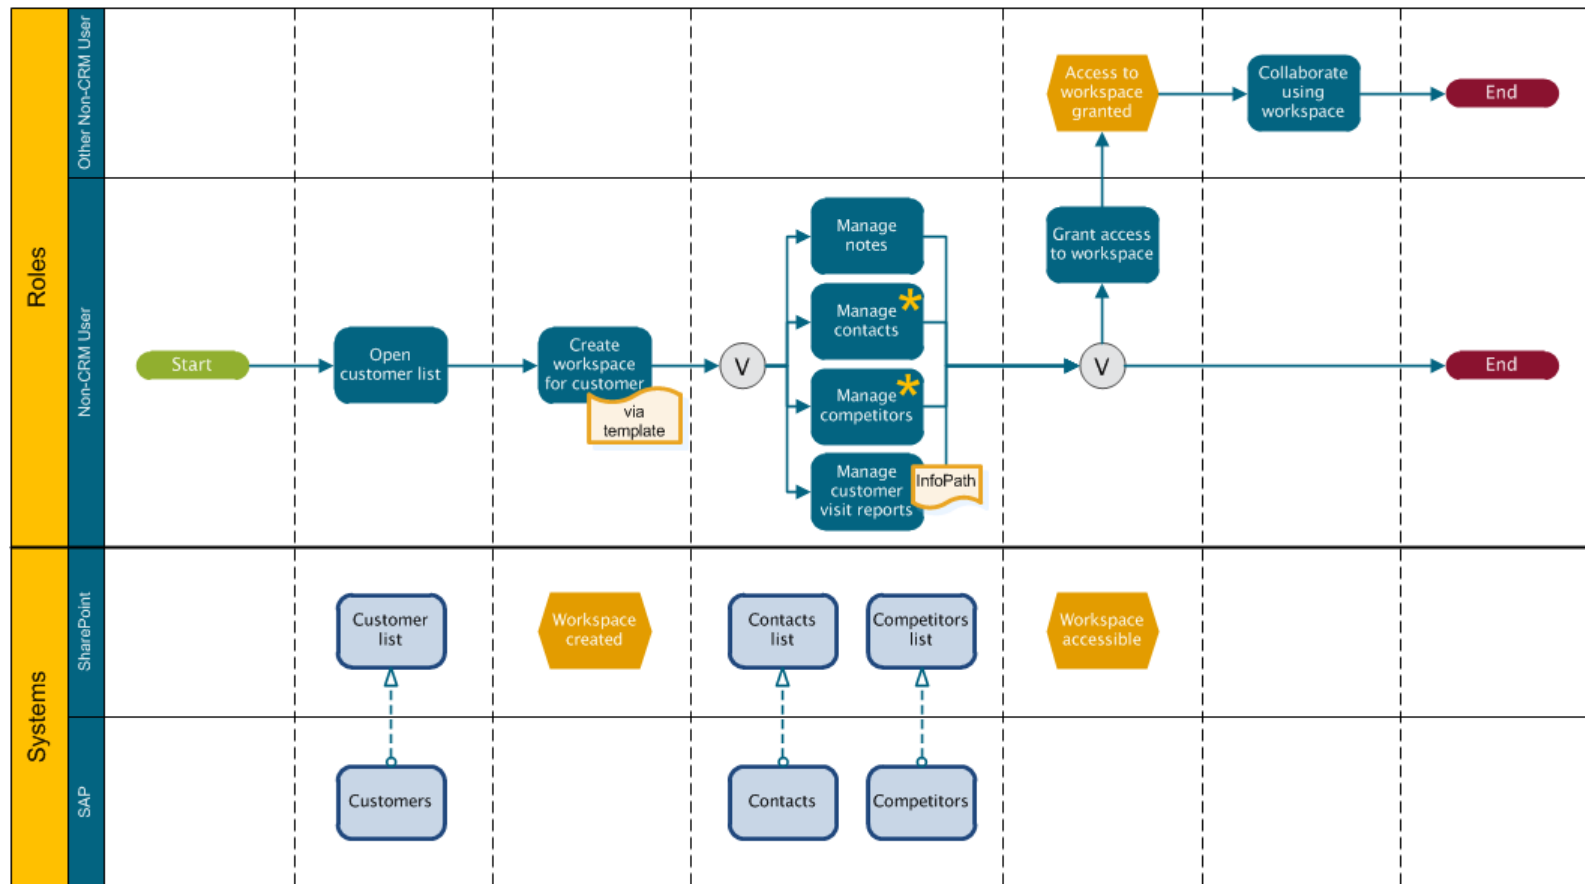 Roles
Other Non-CRM User
Access to
workspace
granted
Collaborate
using
workspace
End
Non-CRM User
Start
Open
customer list
Create
workspace
for customer
via
template
V
Manage
notes
Manage
contacts
*
Manage
competitors
*
Manage
customer
visit reports
InfoPath
Grant access
to workspace
V
End
Systems
SharePoint
Customer
list
Workspace
created
Contacts
list
Competitors
list
Workspace
accessible
SAP
Customers
Contacts
Competitors